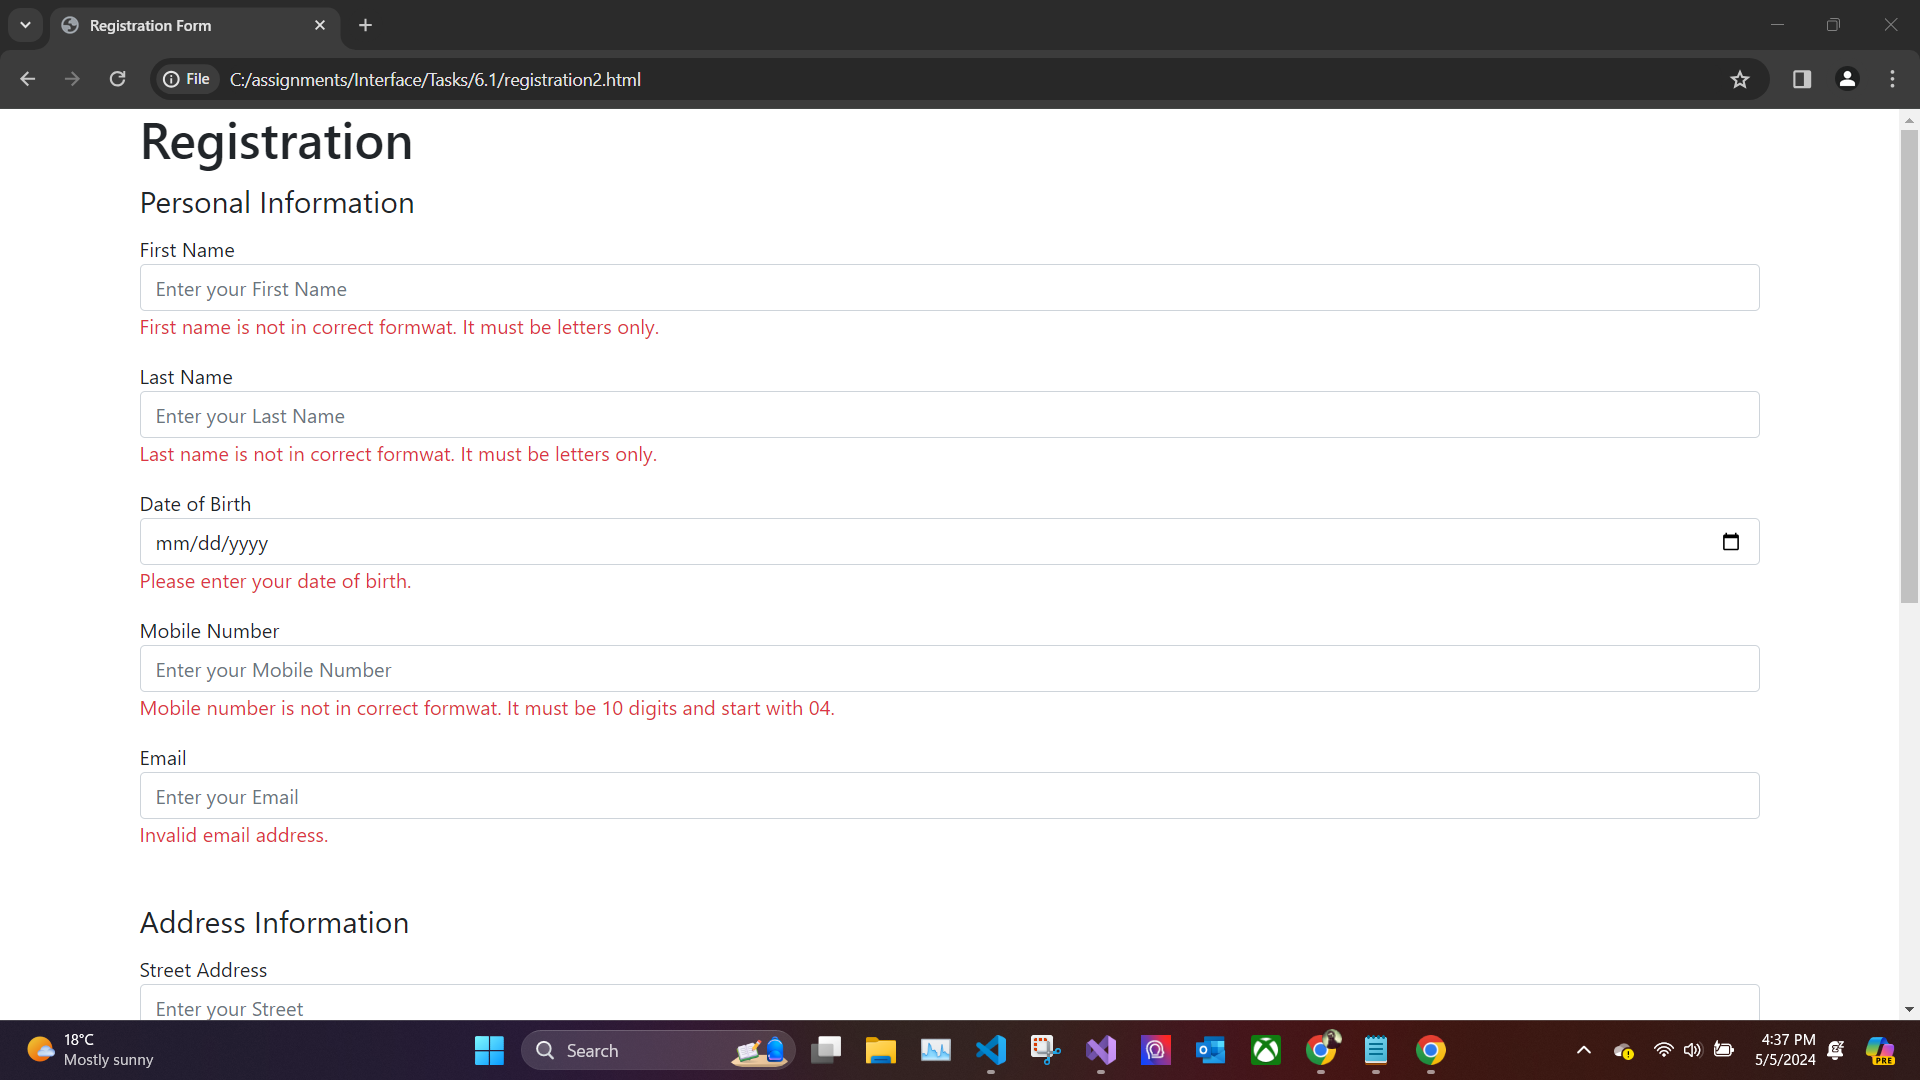 Registration Form
File
C:/assignments/Interface/Tasks/6.1/registration2.html
Registration
Personal Information
First Name
Enter your First Name
First name is not in correct formwat. It must be letters only.
Last Name
Enter your Last Name
Last name is not in correct formwat. It must be letters only.
Date of Birth
mm/dd/yyyy
Please enter your date of birth.
Mobile Number
Enter your Mobile Number
Mobile number is not in correct formwat. It must be 10 digits and start with 04.
Email
Enter your Email
Invalid email address.
Address Information
Street Address
Enter your Street
18°C
Mostly sunny
Search
4:37 PM
5/5/2024
PRE